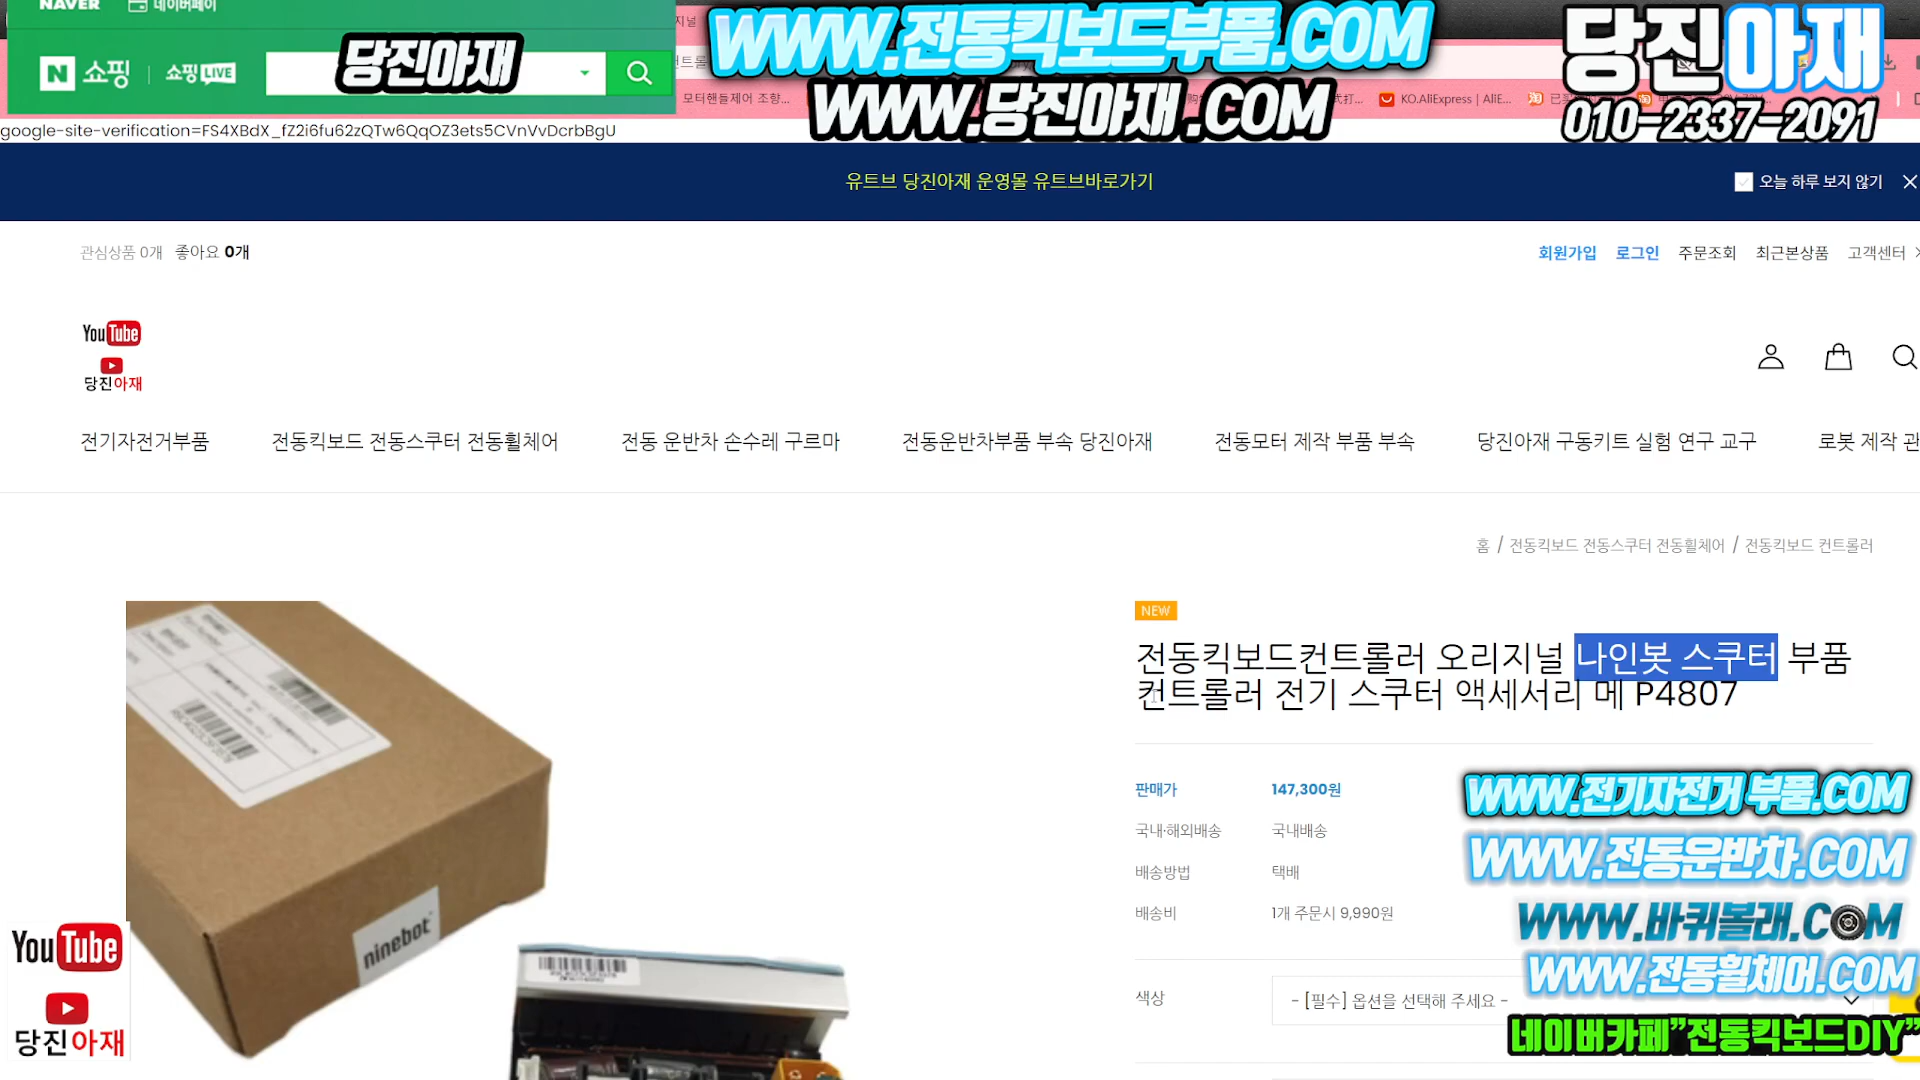 NAVER 네이버페이
N 쇼핑 쇼핑LIVE 당진아재
WWW.전동킥보드부품.COM
WWW.당진아재.COM
당진아재
010-2337-2091
모터핸들제어 조향...
KO.AliExpress | AliE...
google-site-verification=FS4XBdX_fZ2i6fu62zQTw6QqOZ3ets5CVnVvDcrbBgU
유트브 당진아재 운영몰 유트브바로가기
오늘 하루 보지 않기
관심상품 0개 좋아요 0개
회원가입 로그인 주문조회 최근본상품 고객센터
YouTube
당진아재
전기자전거부품 전동킥보드 전동스쿠터 전동휠체어 전동 운반차 손수레 구르마 전동운반차부품 부속 당진아재 전동모터 제작 부품 부속 당진아재 구동키트 실험 연구 교구 로봇 제작 관
홈 / 전동킥보드 전동스쿠터 전동휠체어 / 전동킥보드 컨트롤러
NEW
전동킥보드컨트롤러 오리지널 나인봇 스쿠터 부품
컨트롤러 전기 스쿠터 액세서리 메 P4807
판매가 147,300원
국내·해외배송 국내배송
배송방법 택배
배송비 1개 주문시 9,990원
색상 - [필수] 옵션을 선택해 주세요 -
WWW.전기자전거부품.COM
WWW.전동운반차.COM
WWW.바퀴볼래.COM
WWW.전동휠체어.COM
네이버카페"전동킥보드DIY"
ninebot
YouTube
당진아재